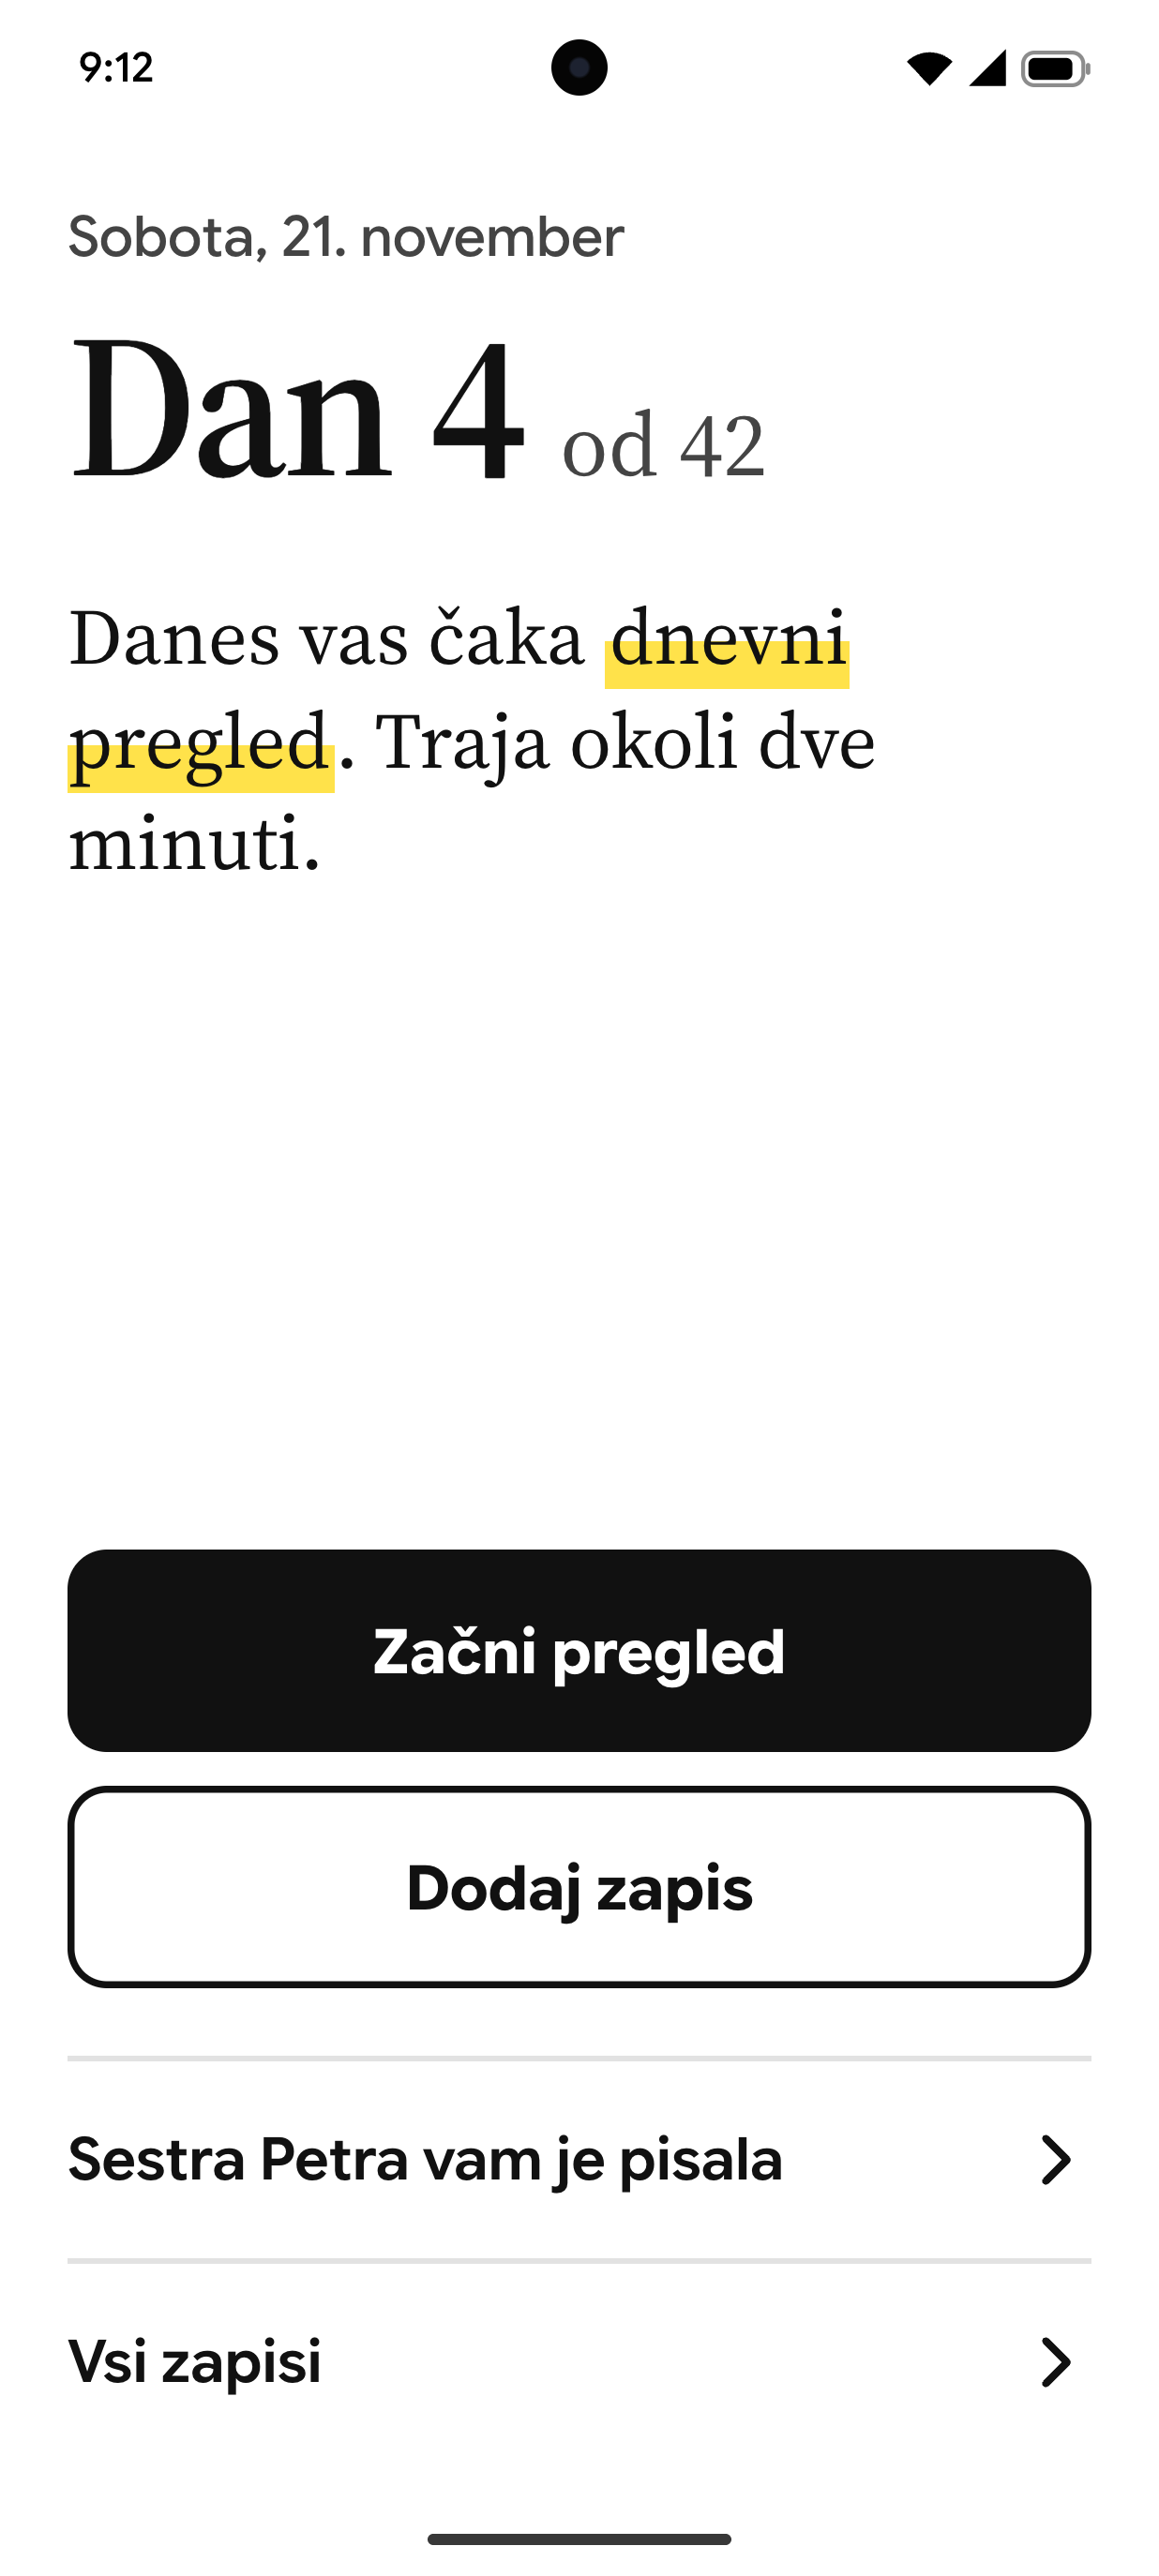 9:12
Sobota, 21. november
Dan 4 od 42
Danes vas čaka dnevni
pregled. Traja okoli dve
minuti.
Začni pregled
Dodaj zapis
Sestra Petra vam je pisala
Vsi zapisi